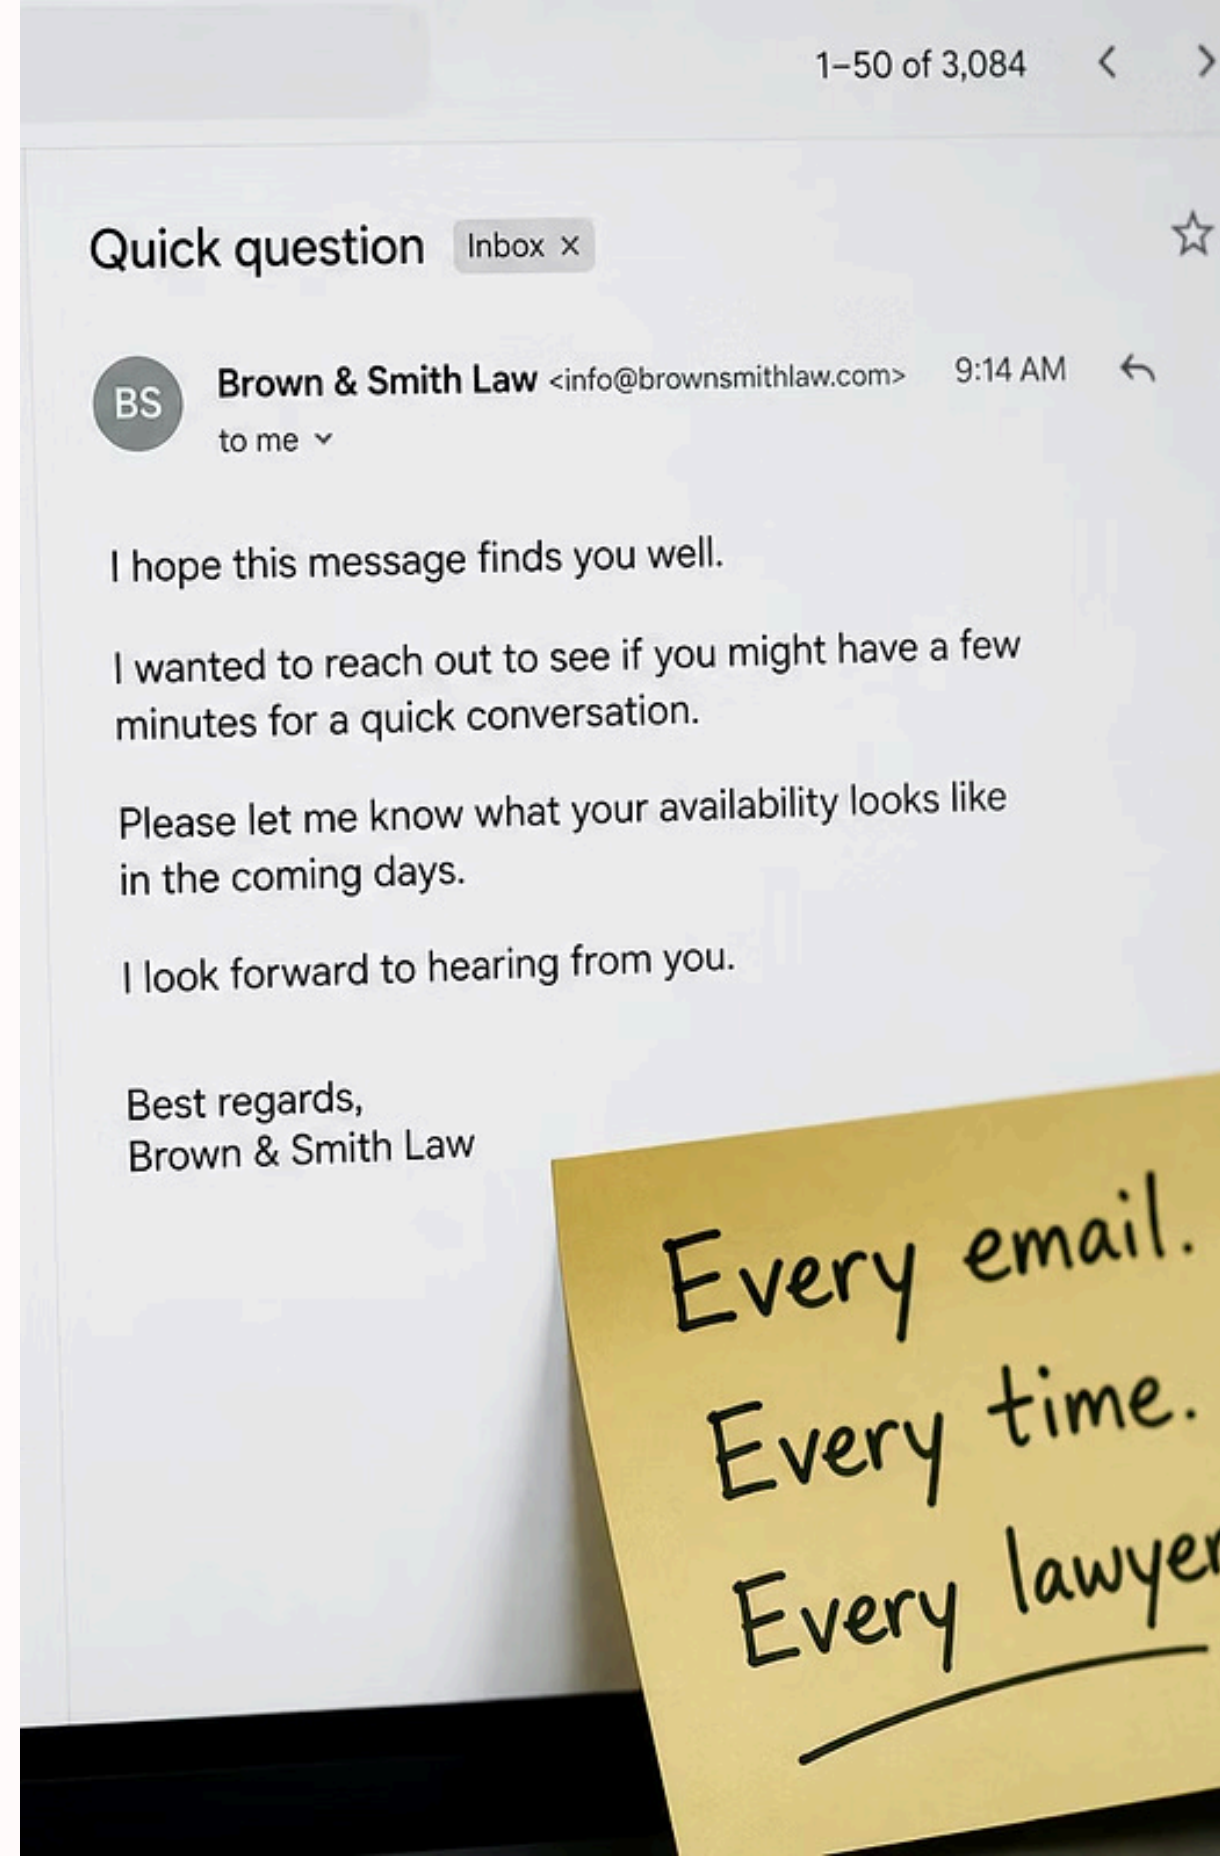 1–50 of 3,084
Quick question Inbox ×
BS
Brown & Smith Law <info@brownsmithlaw.com> 9:14 AM
to me
I hope this message finds you well.
I wanted to reach out to see if you might have a few
minutes for a quick conversation.
Please let me know what your availability looks like
in the coming days.
I look forward to hearing from you.
Best regards,
Brown & Smith Law
Every email.
Every time.
Every lawyer